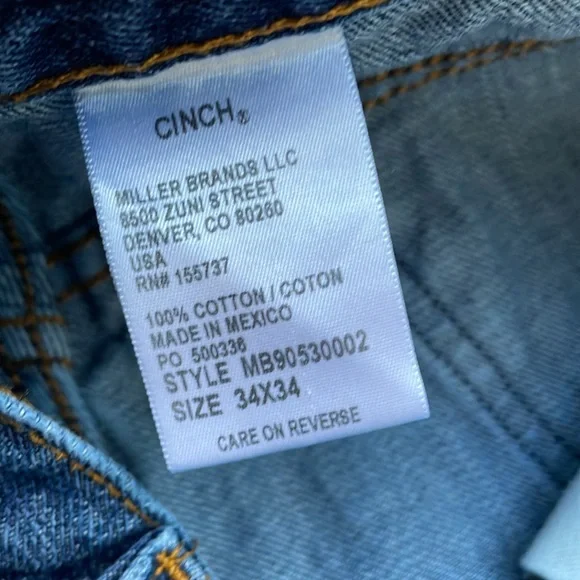 CINCH®
MILLER BRANDS LLC
8500 ZUNI STREET
DENVER, CO 80260
USA
RN# 155737
100% COTTON / COTON
MADE IN MEXICO
PO 500336
STYLE MB90530002
SIZE 34X34
CARE ON REVERSE